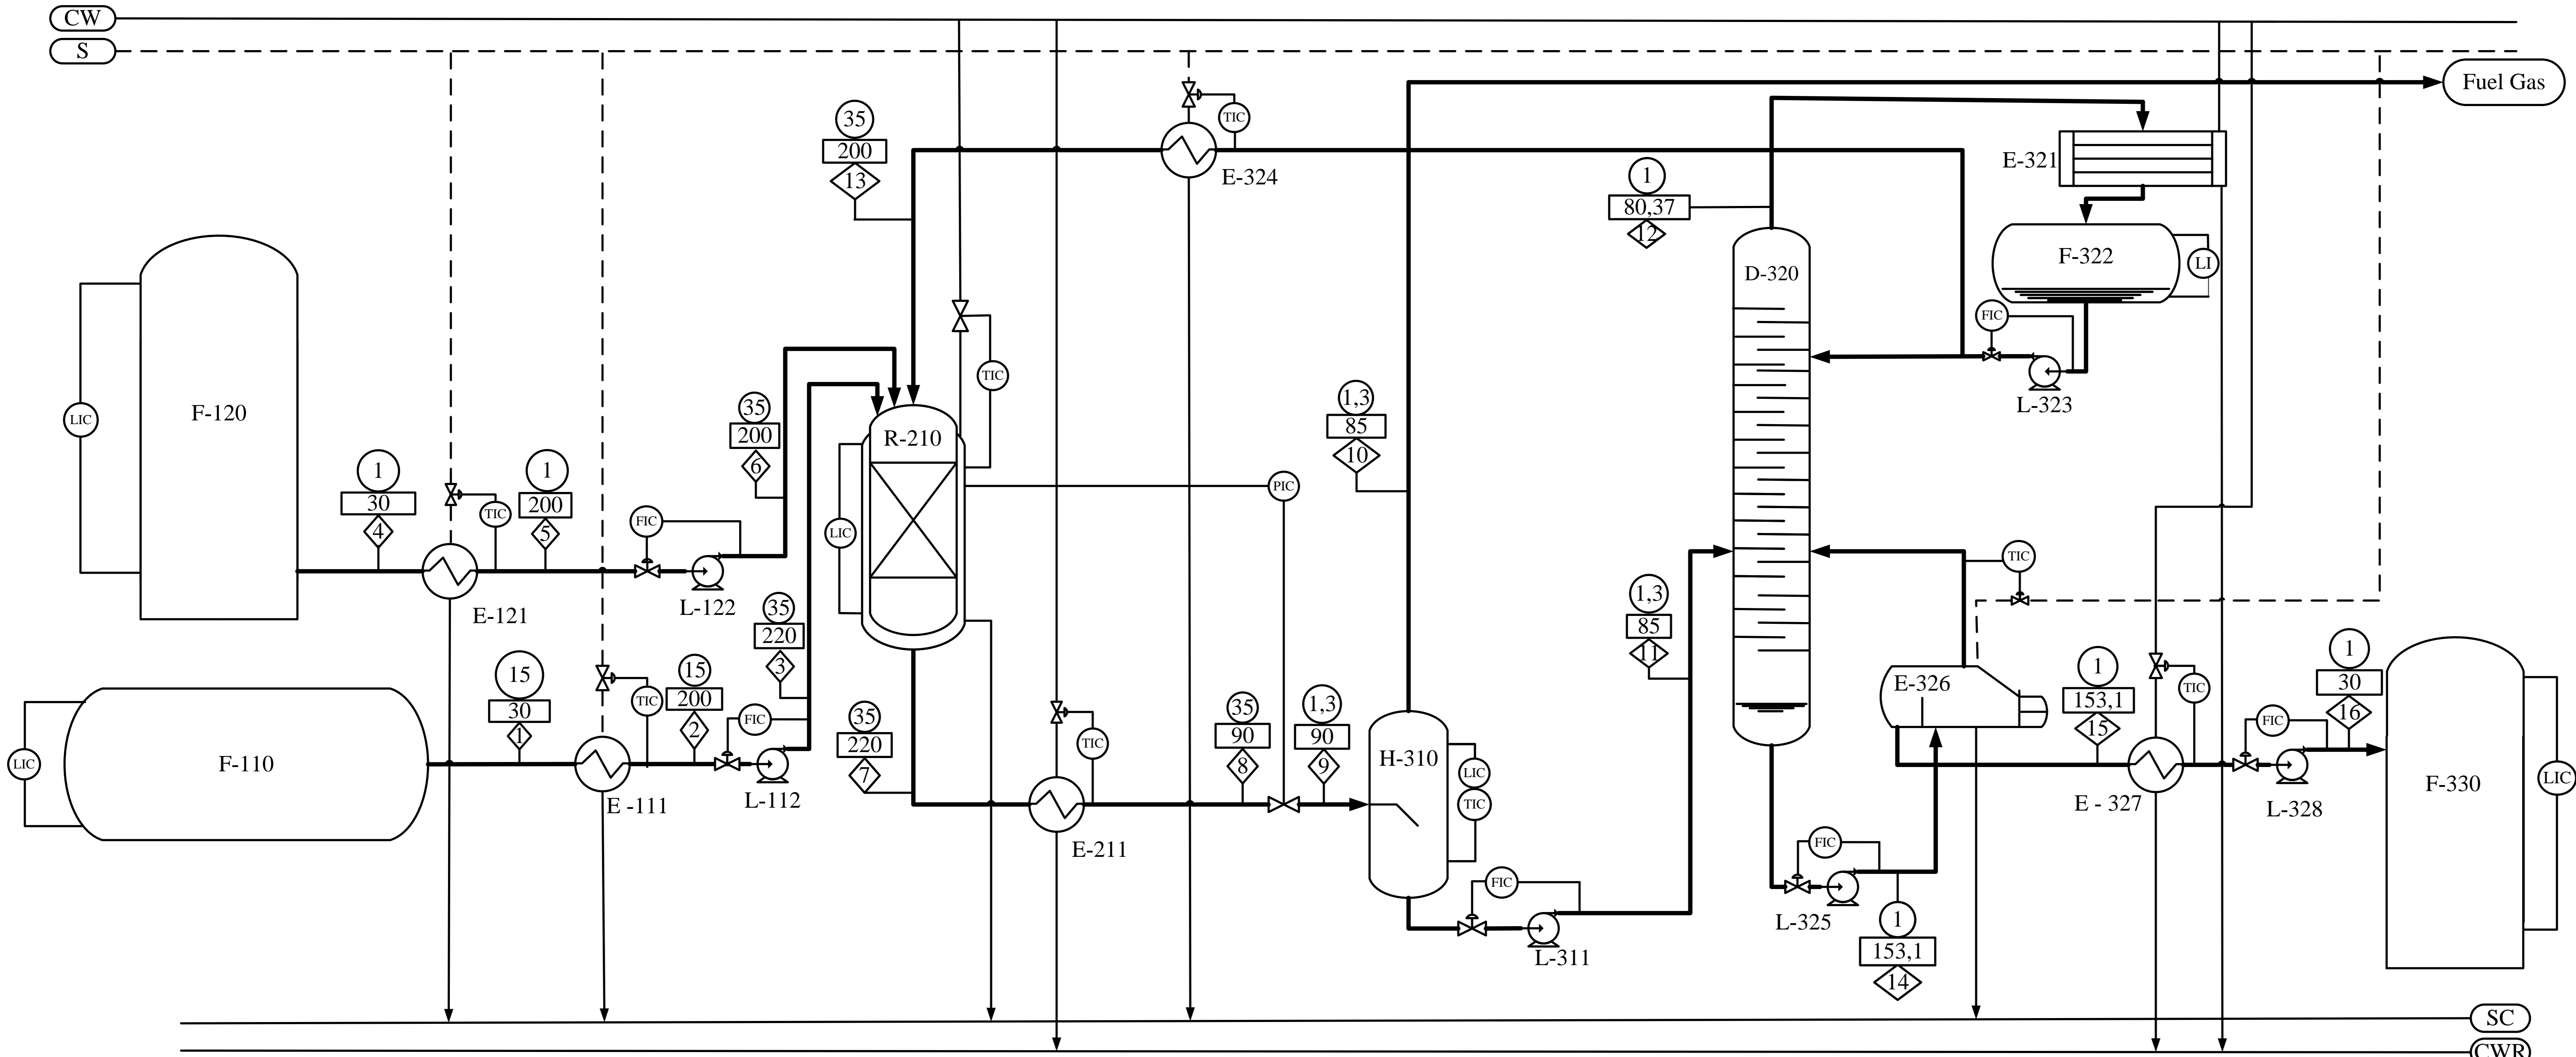 CW
S
Fuel Gas
35
200
13
TIC
E-324
1
80,37
12
E-321
F-322
LI
D-320
FIC
L-323
TIC
F-120
LIC
35
200
6
R-210
LIC
1,3
85
10
PIC
1
30
4
TIC
1
200
5
FIC
E-121
L-122
35
220
3
TIC
1,3
85
11
15
30
1
TIC
15
200
2
FIC
F-110
LIC
E -111
L-112
35
220
7
TIC
E-211
35
90
8
1,3
90
9
H-310
LIC
TIC
FIC
L-311
E-326
1
153,1
15
TIC
E - 327
FIC
L-328
1
30
16
F-330
LIC
FIC
L-325
1
153,1
14
SC
CWR